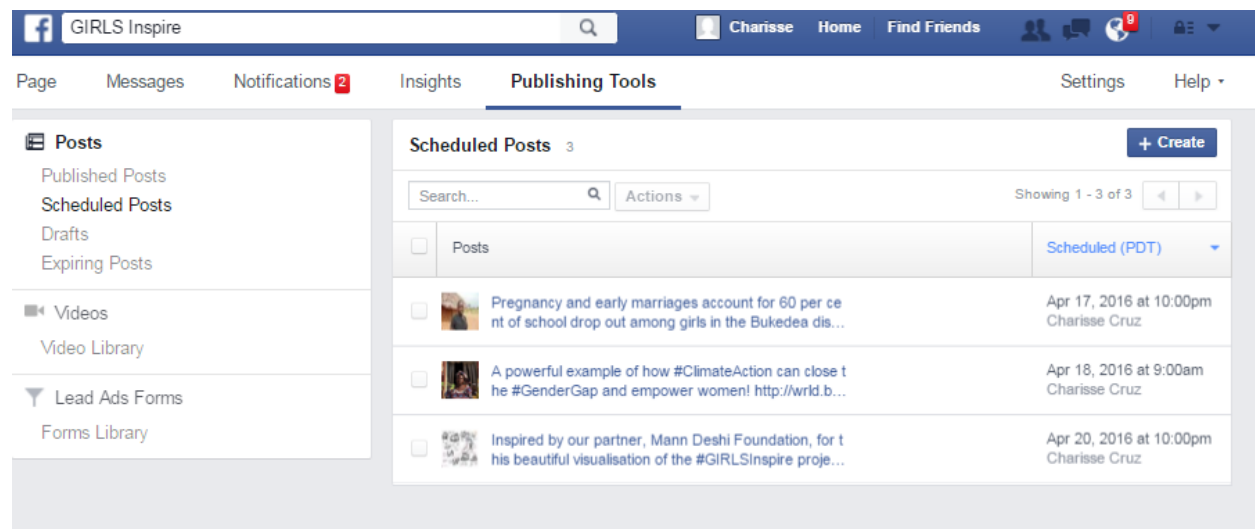 f GIRLS Inspire Charisse Home Find Friends 9
Page Messages Notifications 2 Insights Publishing Tools Settings Help
Posts
Published Posts
Scheduled Posts
Drafts
Expiring Posts
Videos
Video Library
Lead Ads Forms
Forms Library
Scheduled Posts 3 + Create
Search... Actions Showing 1 - 3 of 3
Posts Scheduled (PDT)
Pregnancy and early marriages account for 60 per ce
nt of school drop out among girls in the Bukedea dis...
Apr 17, 2016 at 10:00pm
Charisse Cruz
A powerful example of how #ClimateAction can close t
he #GenderGap and empower women! http://wrld.b...
Apr 18, 2016 at 9:00am
Charisse Cruz
Inspired by our partner, Mann Deshi Foundation, for t
his beautiful visualisation of the #GIRLSInspire proje...
Apr 20, 2016 at 10:00pm
Charisse Cruz